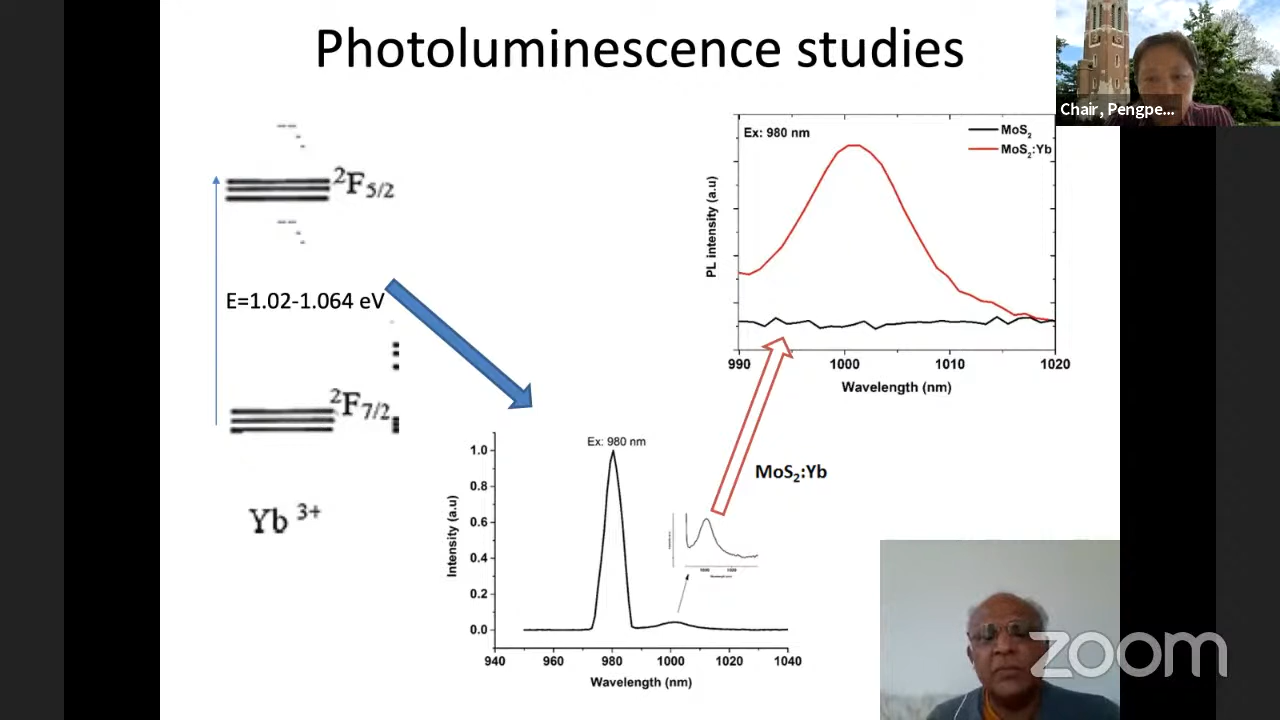 Photoluminescence studies
Chair, Pengpe...
²F5/2
E=1.02-1.064 eV
²F7/2
Yb 3+
Ex: 980 nm
MoS₂
MoS₂:Yb
PL intensity (a.u)
990 1000 1010 1020
Wavelength (nm)
MoS₂:Yb
Ex: 980 nm
1.0
0.8
0.6
0.4
0.2
0.0
Intensity (a.u)
940 960 980 1000 1020 1040
Wavelength (nm)
zoom